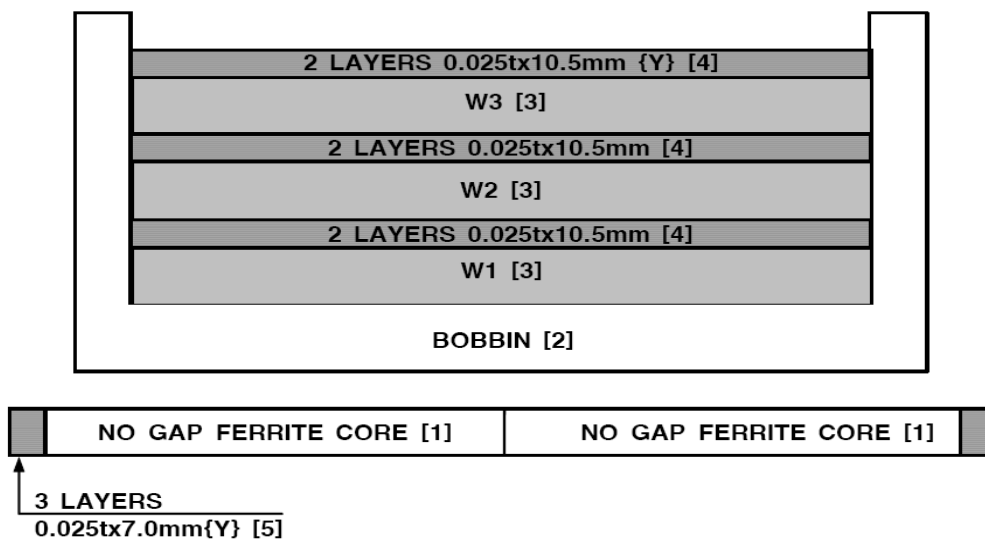 2 LAYERS 0.025tx10.5mm {Y} [4]
W3 [3]
2 LAYERS 0.025tx10.5mm [4]
W2 [3]
2 LAYERS 0.025tx10.5mm [4]
W1 [3]
BOBBIN [2]
NO GAP FERRITE CORE [1]
NO GAP FERRITE CORE [1]
3 LAYERS
0.025tx7.0mm{Y} [5]